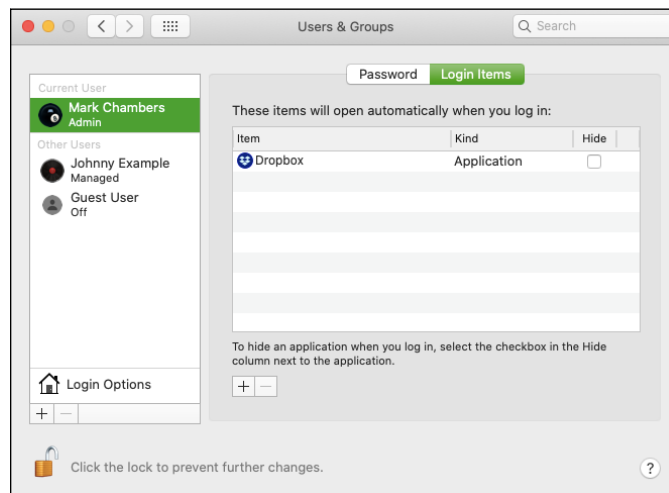 Users & Groups
Search
Password
Login Items
Current User
Mark Chambers
Admin
Other Users
Johnny Example
Managed
Guest User
Off
Login Options
+ −
These items will open automatically when you log in:
Item Kind Hide
Dropbox Application
To hide an application when you log in, select the checkbox in the Hide
column next to the application.
+ −
Click the lock to prevent further changes.
?